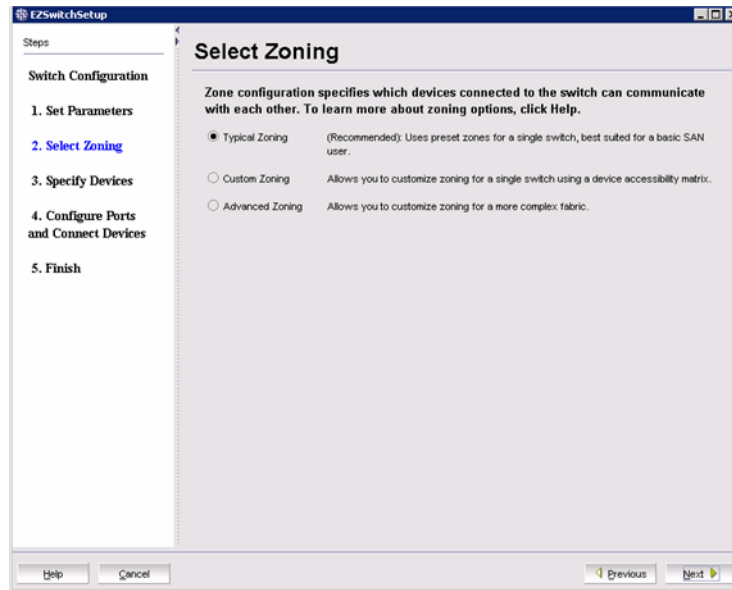 EZSwitchSetup
Steps
Switch Configuration
1. Set Parameters
2. Select Zoning
3. Specify Devices
4. Configure Ports
and Connect Devices
5. Finish
Select Zoning
Zone configuration specifies which devices connected to the switch can communicate
with each other. To learn more about zoning options, click Help.
Typical Zoning (Recommended): Uses preset zones for a single switch, best suited for a basic SAN
user.
Custom Zoning Allows you to customize zoning for a single switch using a device accessibility matrix.
Advanced Zoning Allows you to customize zoning for a more complex fabric.
Help Cancel Previous Next